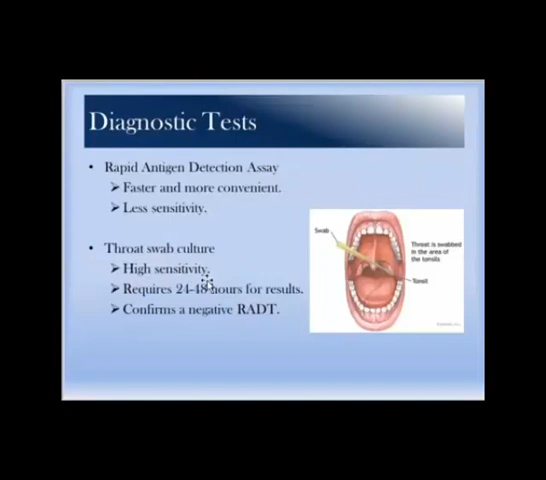 Diagnostic Tests
• Rapid Antigen Detection Assay
➢ Faster and more convenient.
➢ Less sensitivity.
• Throat swab culture
➢ High sensitivity.
➢ Requires 24-48 hours for results.
➢ Confirms a negative RADT.
Swab
Throat is swabbed
in the area of
the tonsils
Tonsil